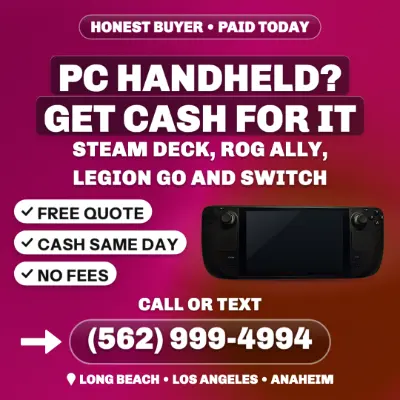 HONEST BUYER • PAID TODAY
PC HANDHELD?
GET CASH FOR IT
STEAM DECK, ROG ALLY,
LEGION GO AND SWITCH
FREE QUOTE
CASH SAME DAY
NO FEES
CALL OR TEXT
(562) 999-4994
LONG BEACH • LOS ANGELES • ANAHEIM